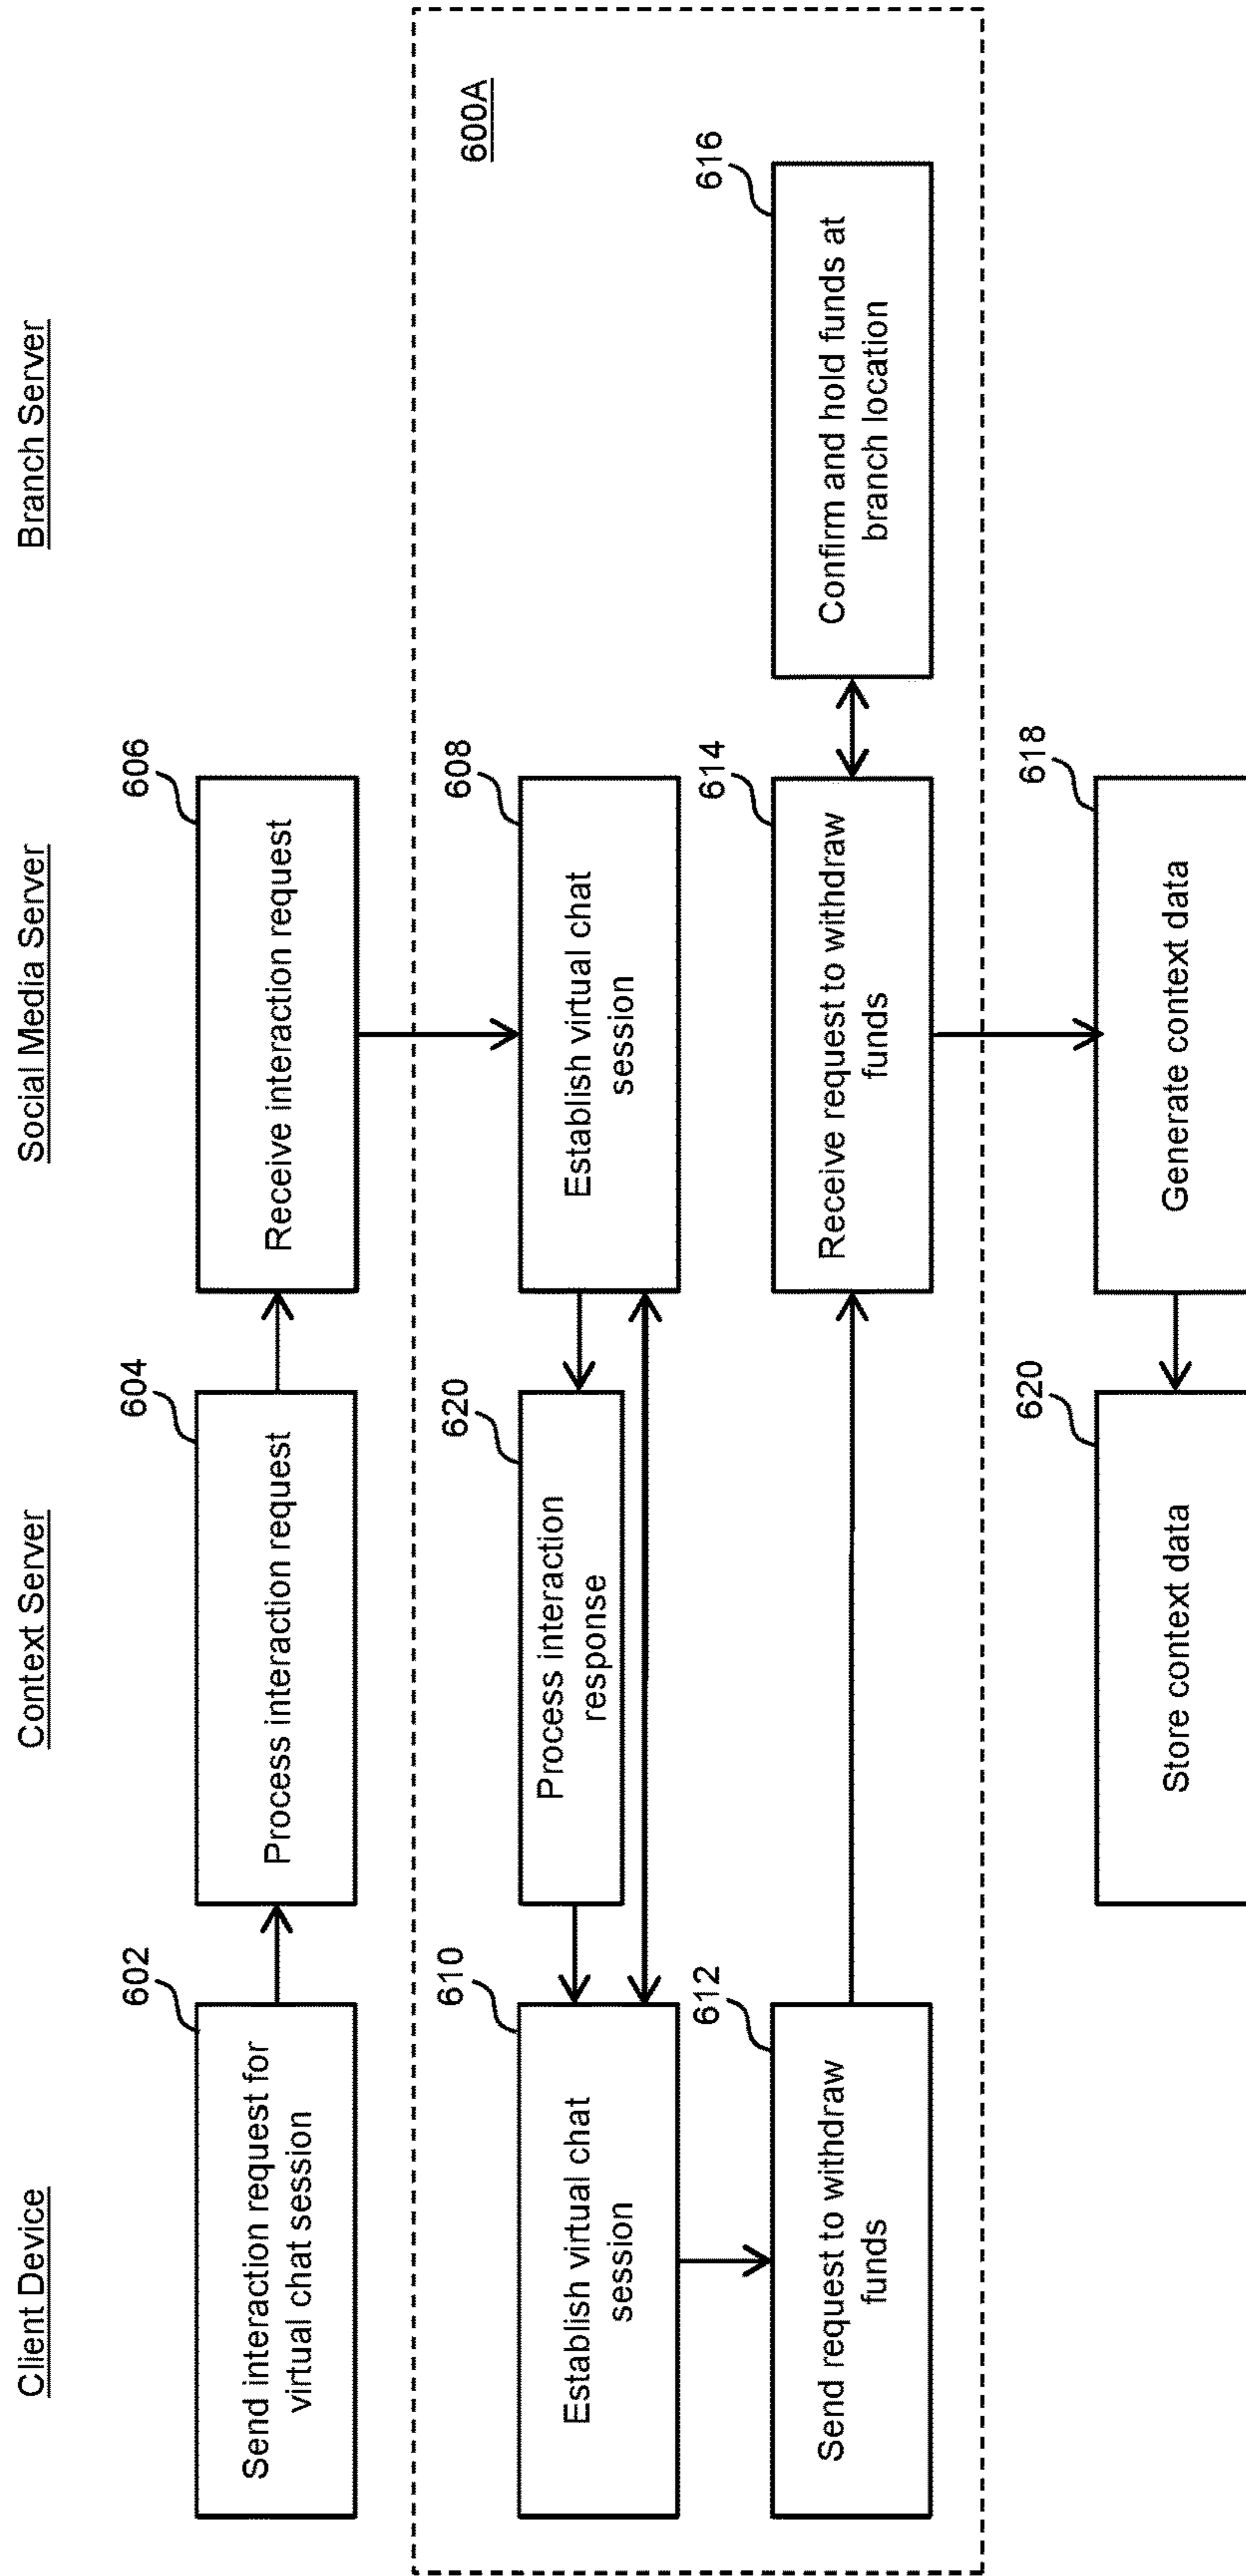 Client Device
Context Server
Social Media Server
Branch Server
602
Send interaction request for
virtual chat session
604
Process interaction request
606
Receive interaction request
600A
610
Establish virtual chat
session
620
Process interaction
response
608
Establish virtual chat
session
612
Send request to withdraw
funds
614
Receive request to withdraw
funds
616
Confirm and hold funds at
branch location
620
Store context data
618
Generate context data